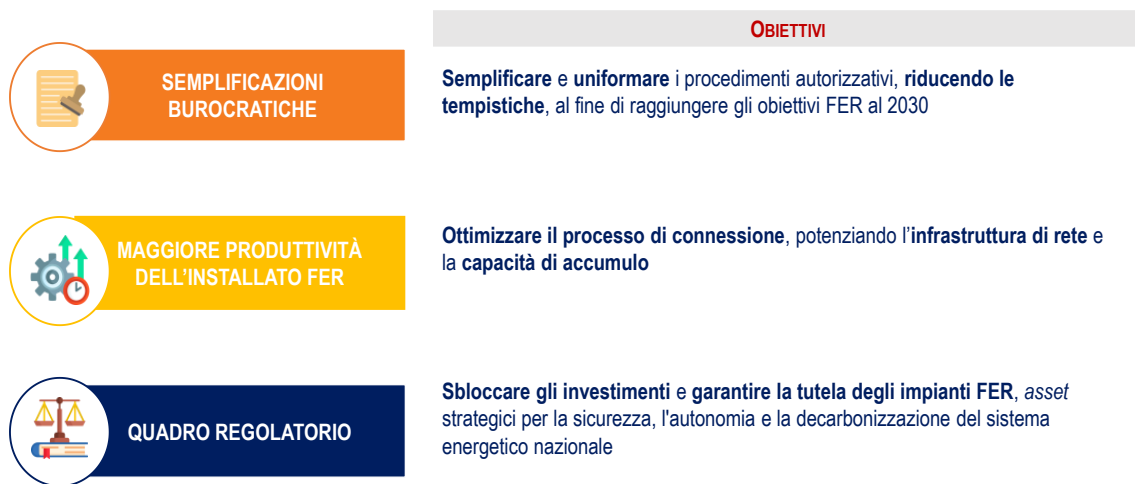 OBIETTIVI
SEMPLIFICAZIONI
BUROCRATICHE
Semplificare e uniformare i procedimenti autorizzativi, riducendo le
tempistiche, al fine di raggiungere gli obiettivi FER al 2030
MAGGIORE PRODUTTIVITÀ
DELL'INSTALLATO FER
Ottimizzare il processo di connessione, potenziando l'infrastruttura di rete e
la capacità di accumulo
QUADRO REGOLATORIO
Sbloccare gli investimenti e garantire la tutela degli impianti FER, asset
strategici per la sicurezza, l'autonomia e la decarbonizzazione del sistema
energetico nazionale